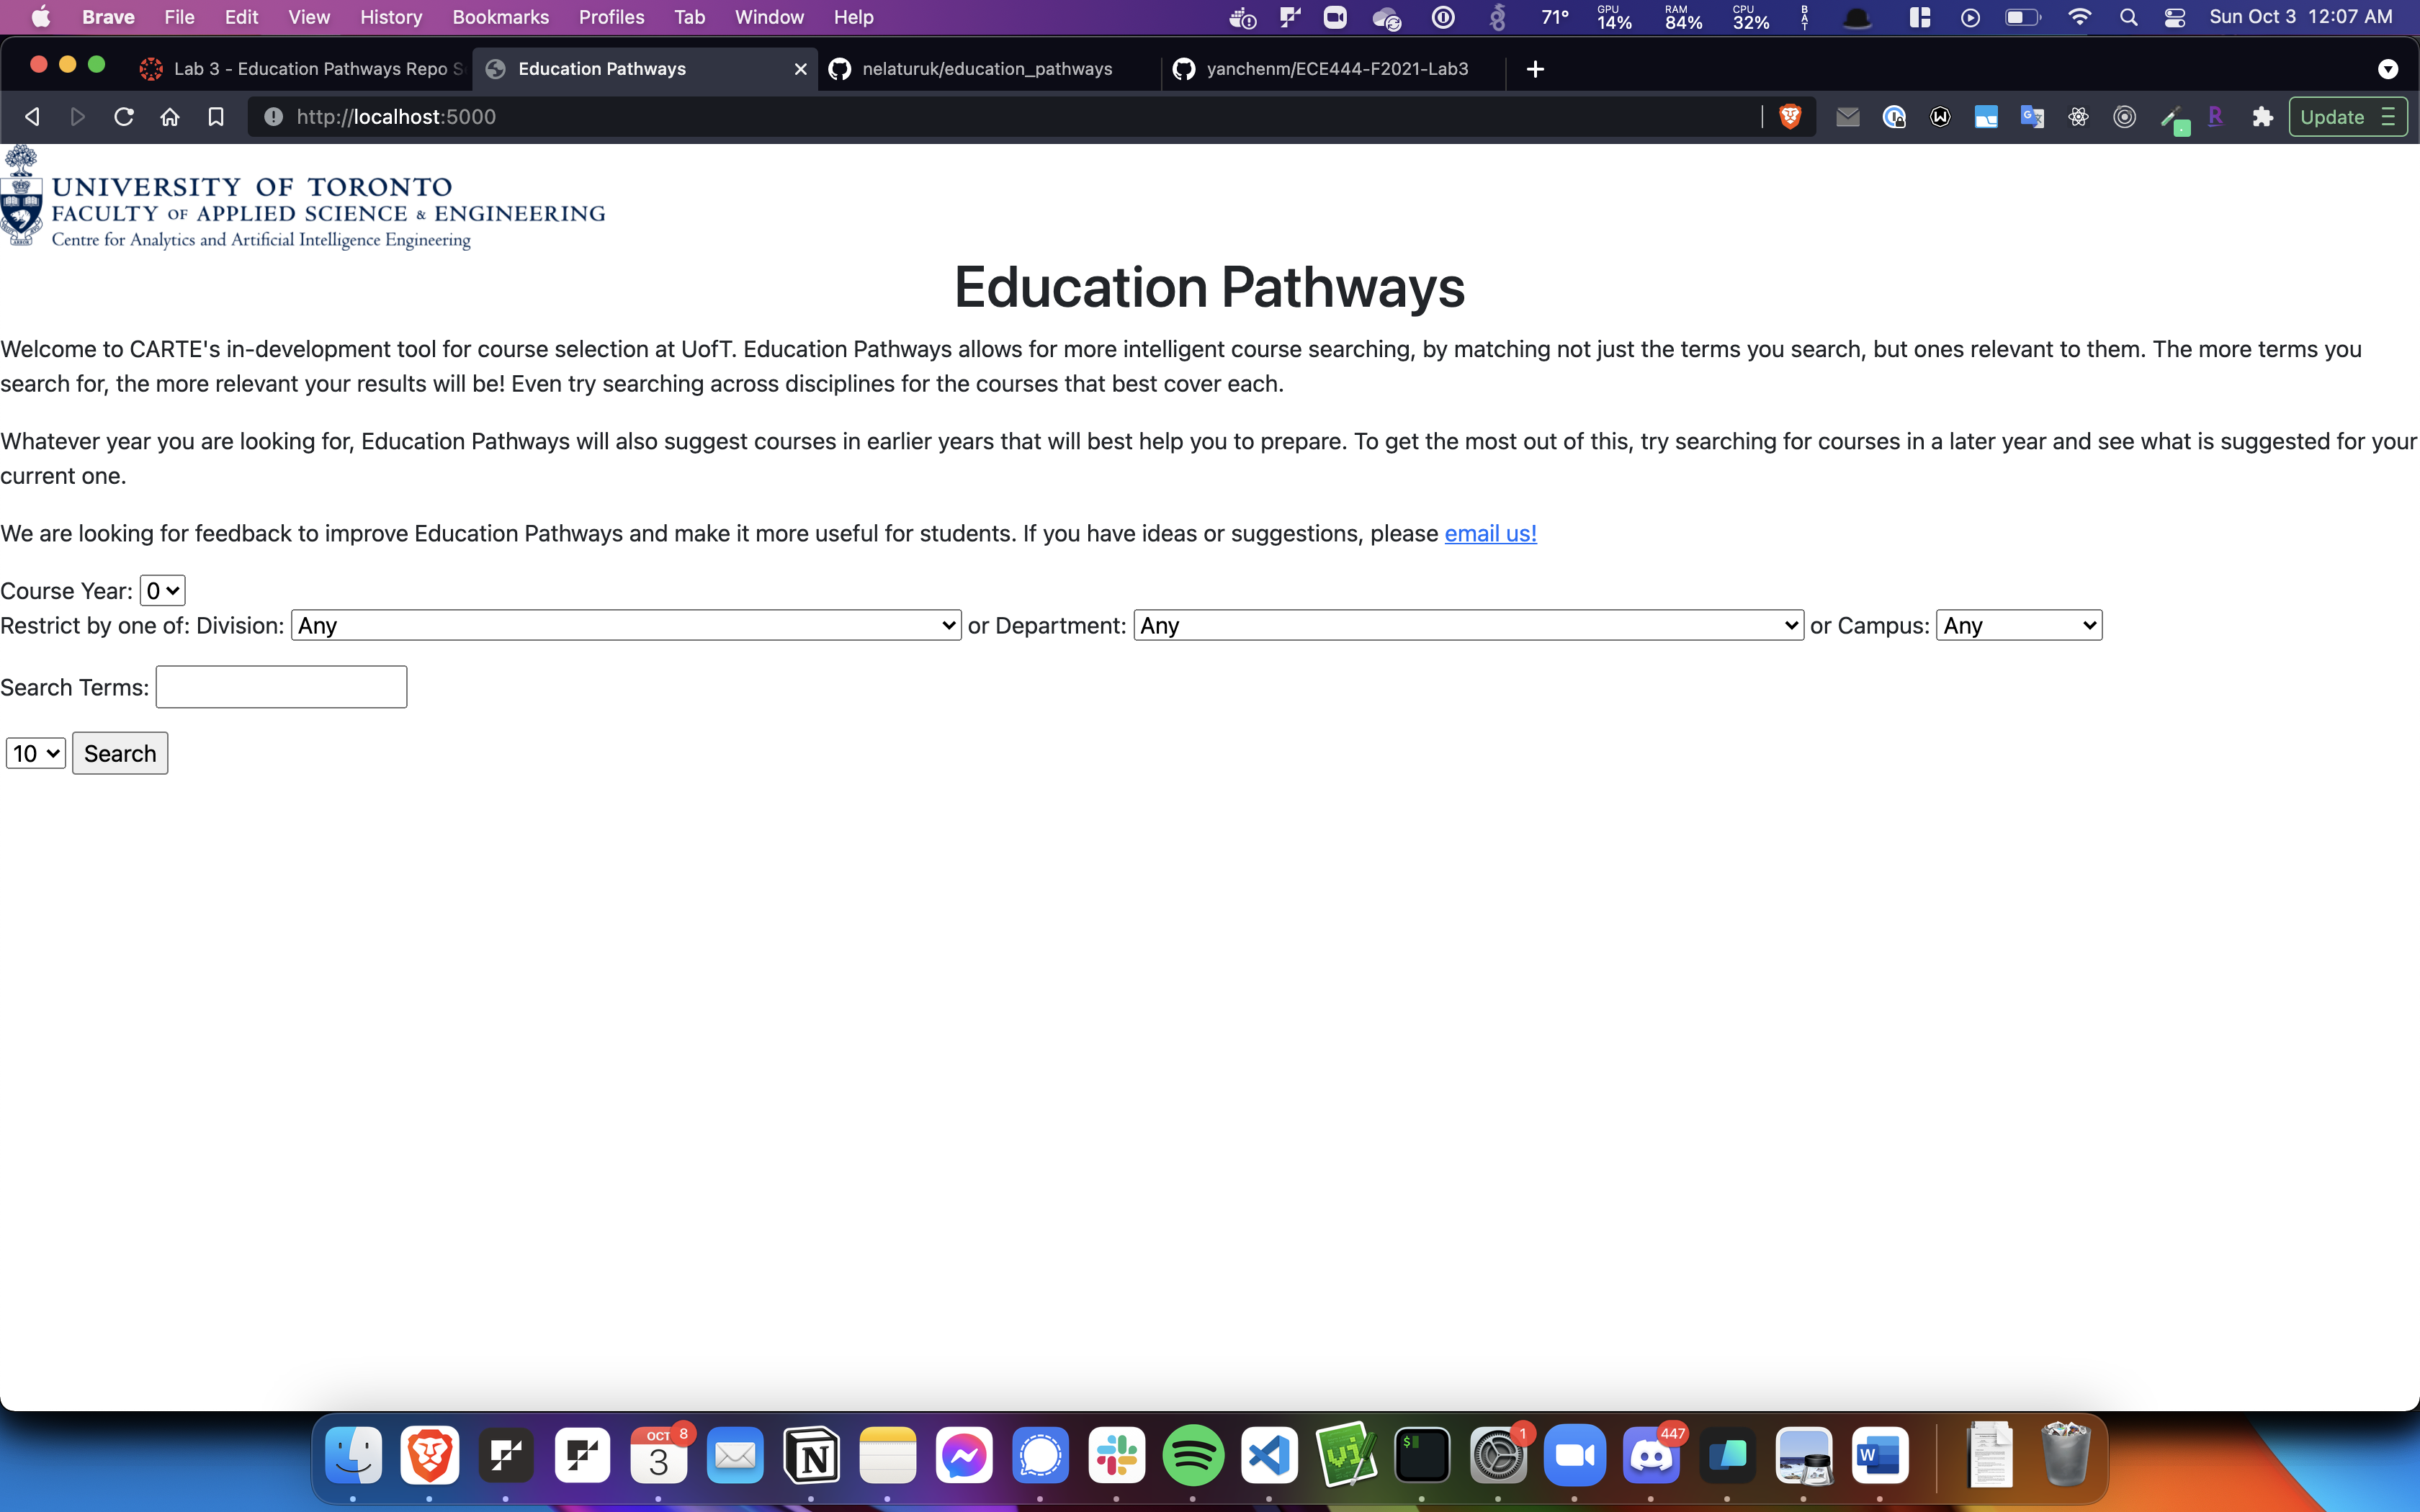 Brave File Edit View History Bookmarks Profiles Tab Window Help 71° GPU 14% RAM 84% CPU 32% BAT Sun Oct 3 12:07 AM
Lab 3 - Education Pathways Repo S Education Pathways nelaturuk/education_pathways yanchenm/ECE444-F2021-Lab3
http://localhost:5000 Update
UNIVERSITY OF TORONTO
FACULTY OF APPLIED SCIENCE & ENGINEERING
Centre for Analytics and Artificial Intelligence Engineering
Education Pathways
Welcome to CARTE's in-development tool for course selection at UofT. Education Pathways allows for more intelligent course searching, by matching not just the terms you search, but ones relevant to them. The more terms you
search for, the more relevant your results will be! Even try searching across disciplines for the courses that best cover each.
Whatever year you are looking for, Education Pathways will also suggest courses in earlier years that will best help you to prepare. To get the most out of this, try searching for courses in a later year and see what is suggested for your
current one.
We are looking for feedback to improve Education Pathways and make it more useful for students. If you have ideas or suggestions, please email us!
Course Year: 0
Restrict by one of: Division: Any or Department: Any or Campus: Any
Search Terms:
10 Search
OCT 3 8 1 447 W